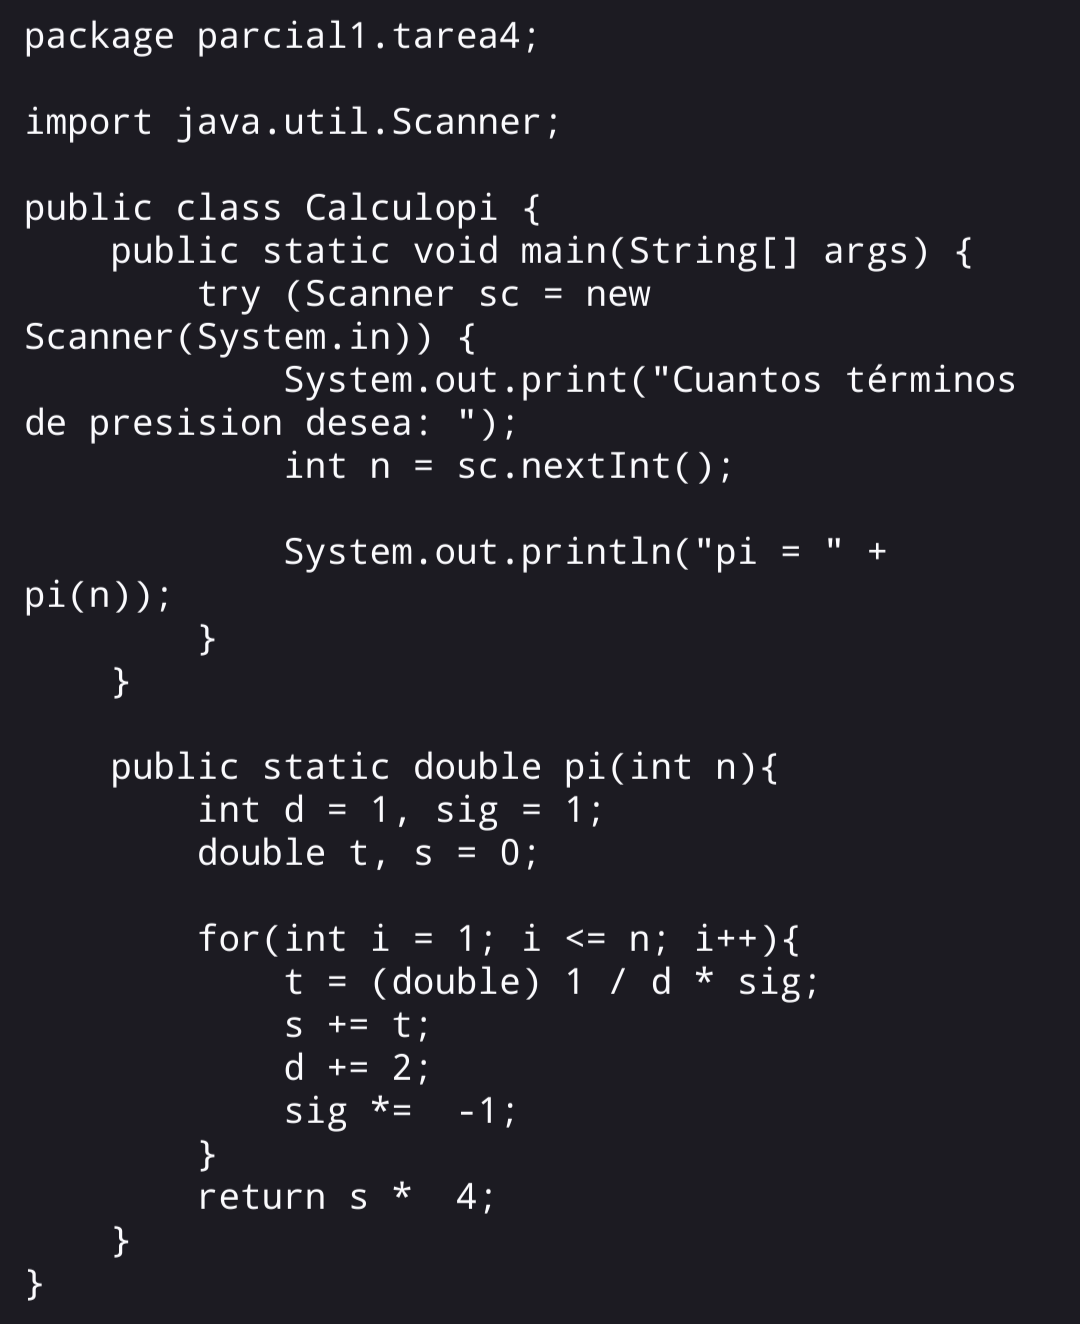 package parcial1.tarea4;
import java.util.Scanner;
public class Calculopi {
    public static void main(String[] args) {
        try (Scanner sc = new
Scanner(System.in)) {
            System.out.print("Cuantos términos
de presision desea: ");
            int n = sc.nextInt();
            System.out.println("pi = " +
pi(n));
        }
    }
    public static double pi(int n){
        int d = 1, sig = 1;
        double t, s = 0;
        for(int i = 1; i <= n; i++){
            t = (double) 1 / d * sig;
            s += t;
            d += 2;
            sig *=  -1;
        }
        return s *  4;
    }
}